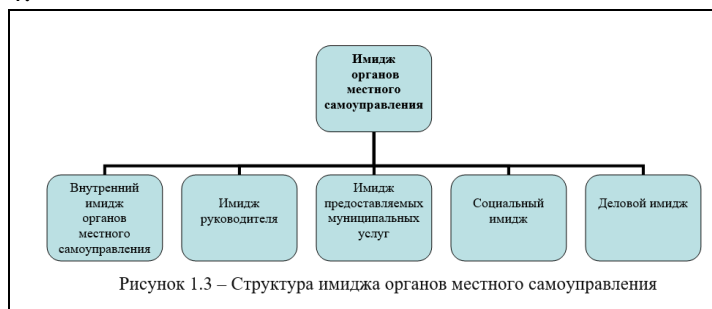 Имидж
органов
местного
самоуправления
Внутренний
имидж
органов
местного
самоуправления
Имидж
руководителя
Имидж
предоставляемых
муниципальных
услуг
Социальный
имидж
Деловой имидж
Рисунок 1.3 – Структура имиджа органов местного самоуправления